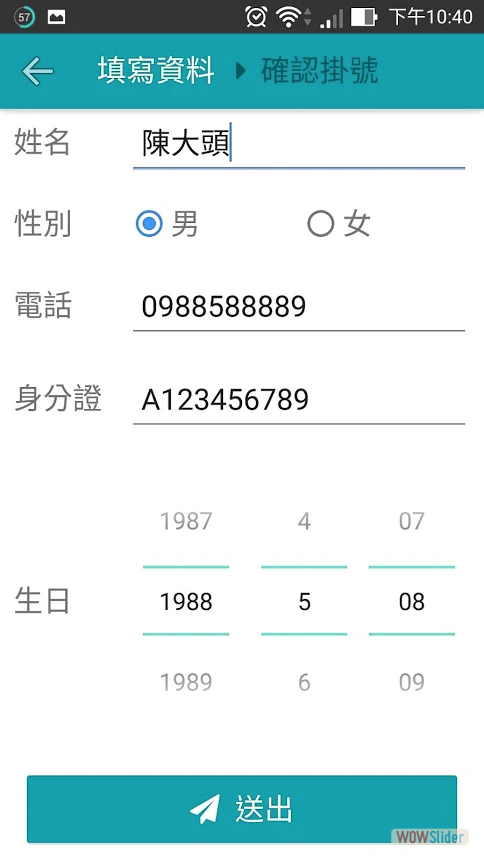 57 下午10:40
填寫資料 確認掛號
姓名 陳大頭
性別 男 女
電話 0988588889
身分證 A123456789
1987 4 07
生日 1988 5 08
1989 6 09
送出
WOWSlider